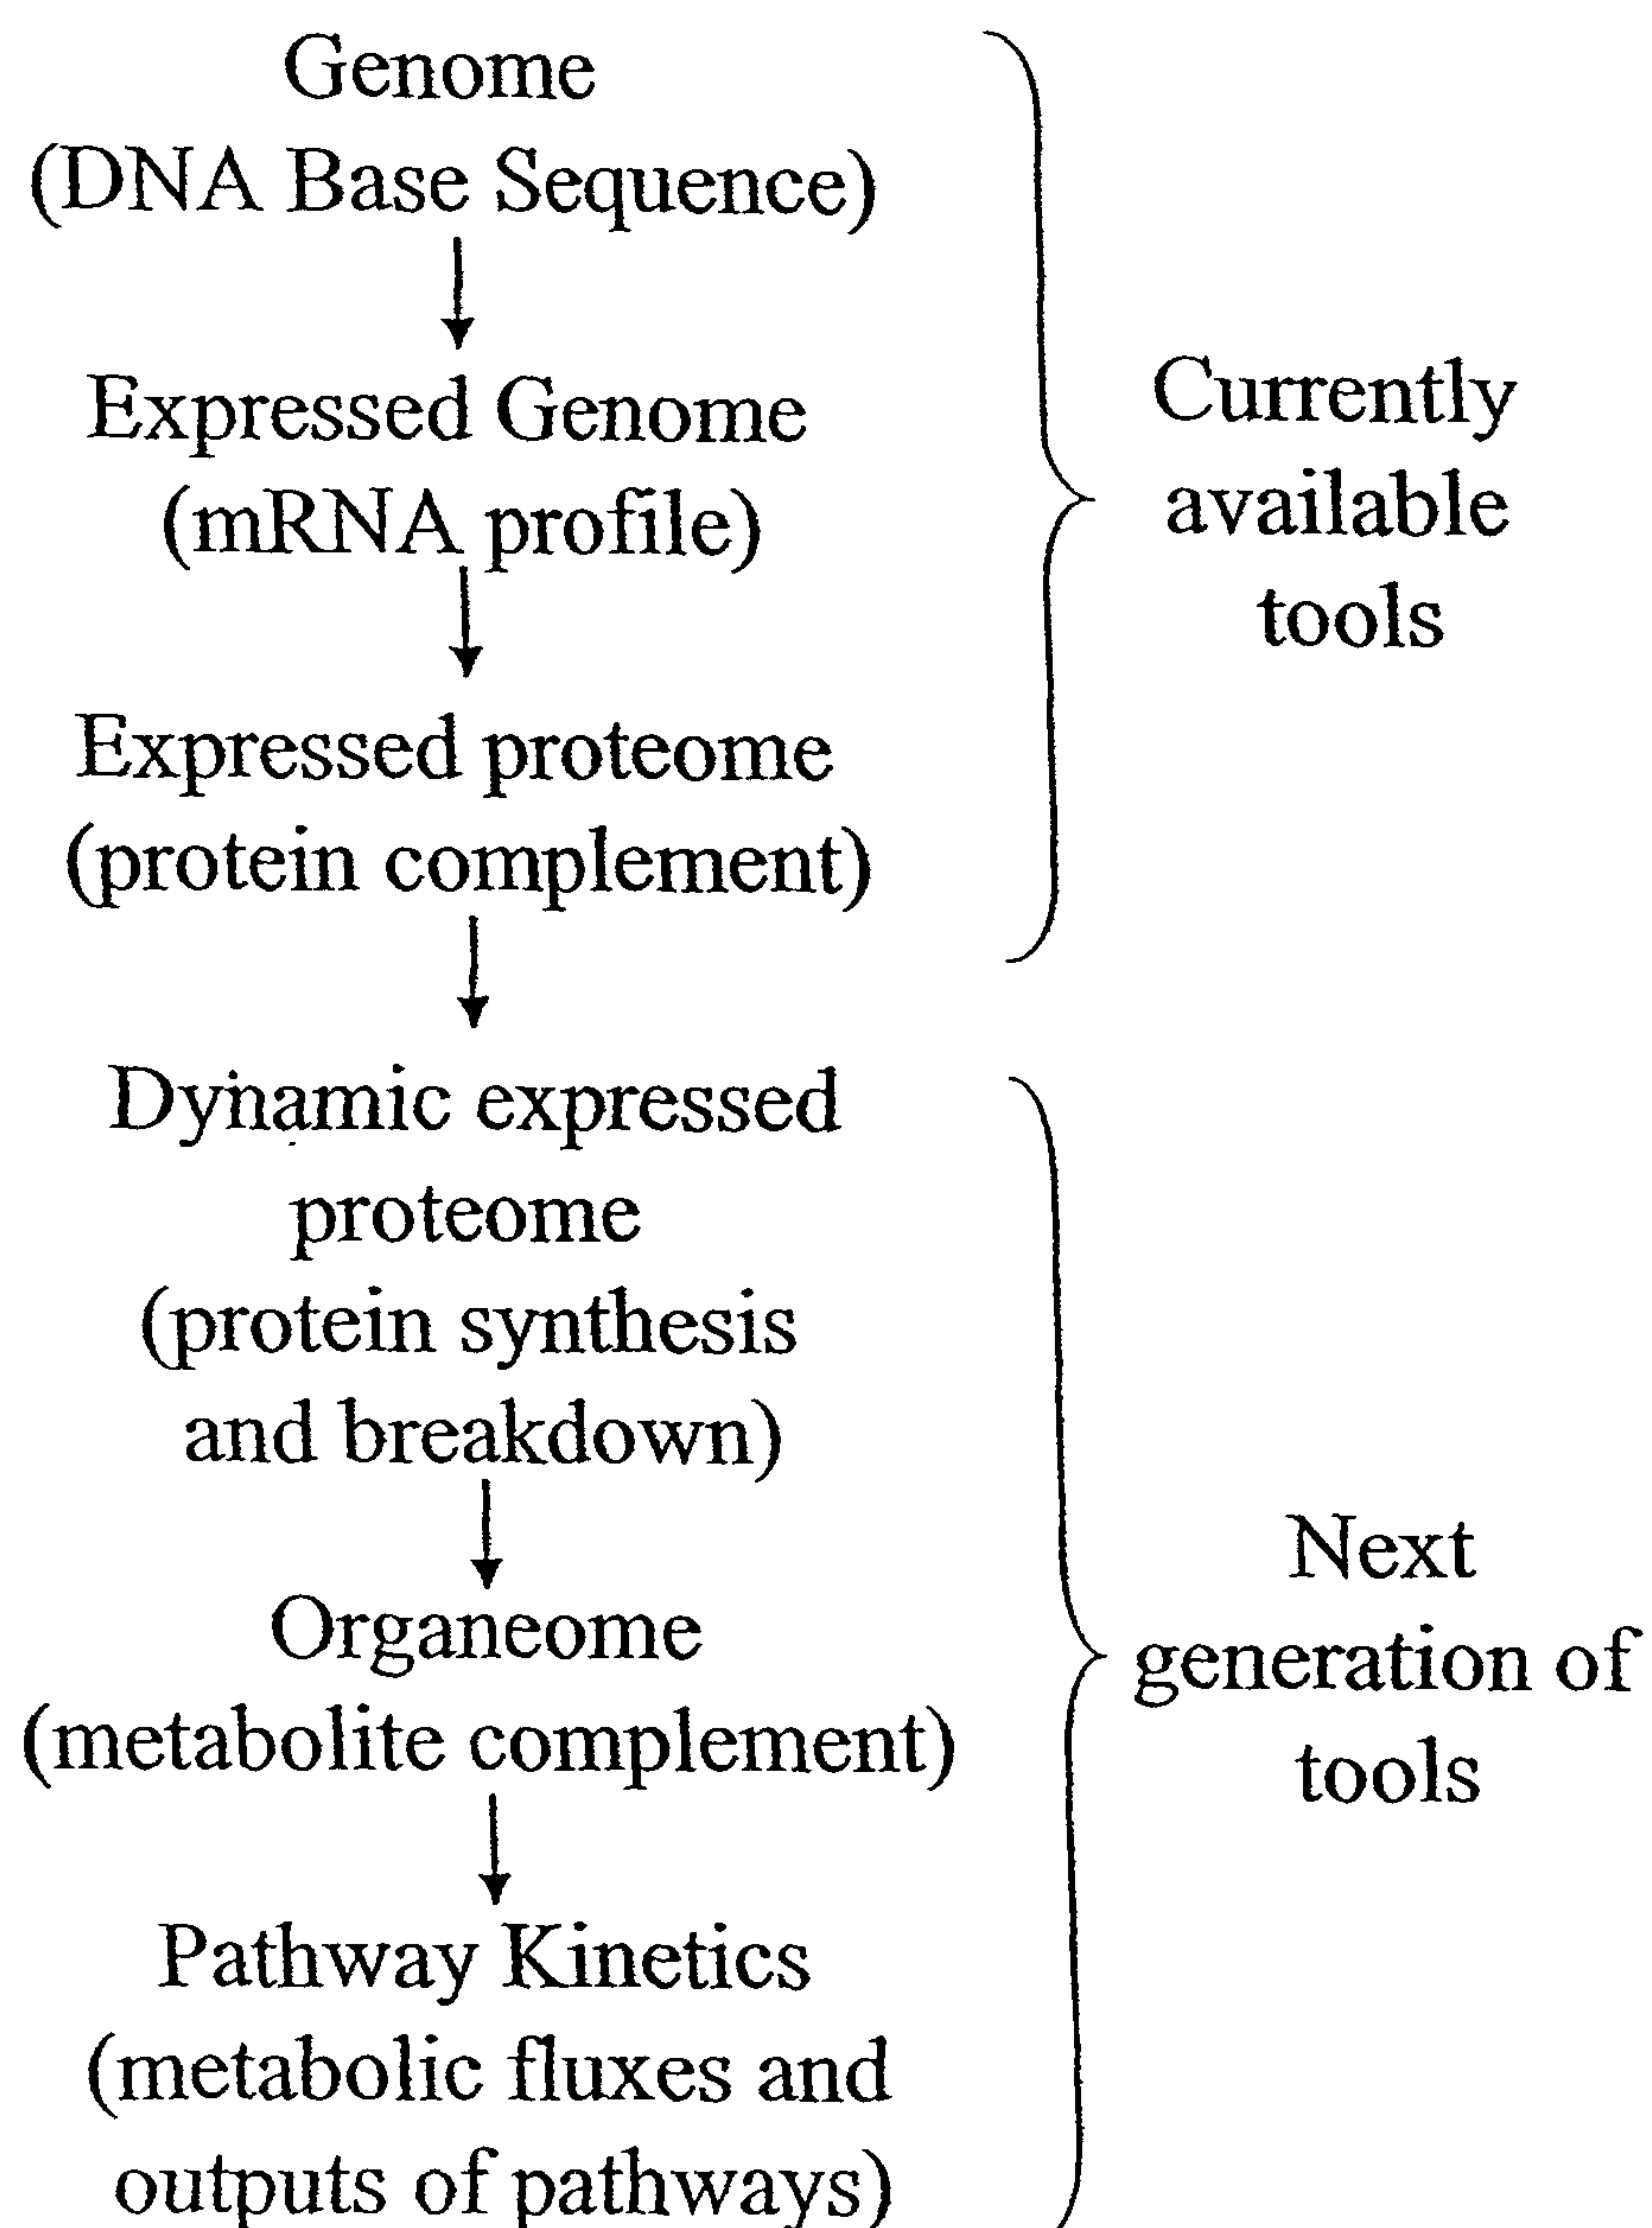 Genome
(DNA Base Sequence)
Expressed Genome
(mRNA profile)
Expressed proteome
(protein complement)
Currently
available
tools
Dynamic expressed
proteome
(protein synthesis
and breakdown)
Organeome
(metabolite complement)
Pathway Kinetics
(metabolic fluxes and
outputs of pathways)
Next
generation of
tools